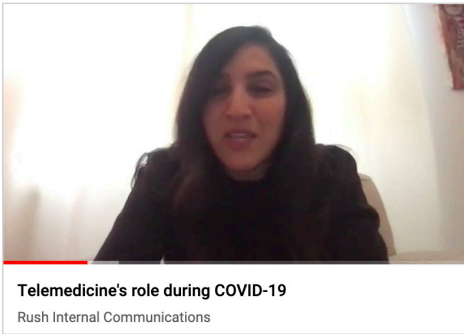 Telemedicine's role during COVID-19
Rush Internal Communications